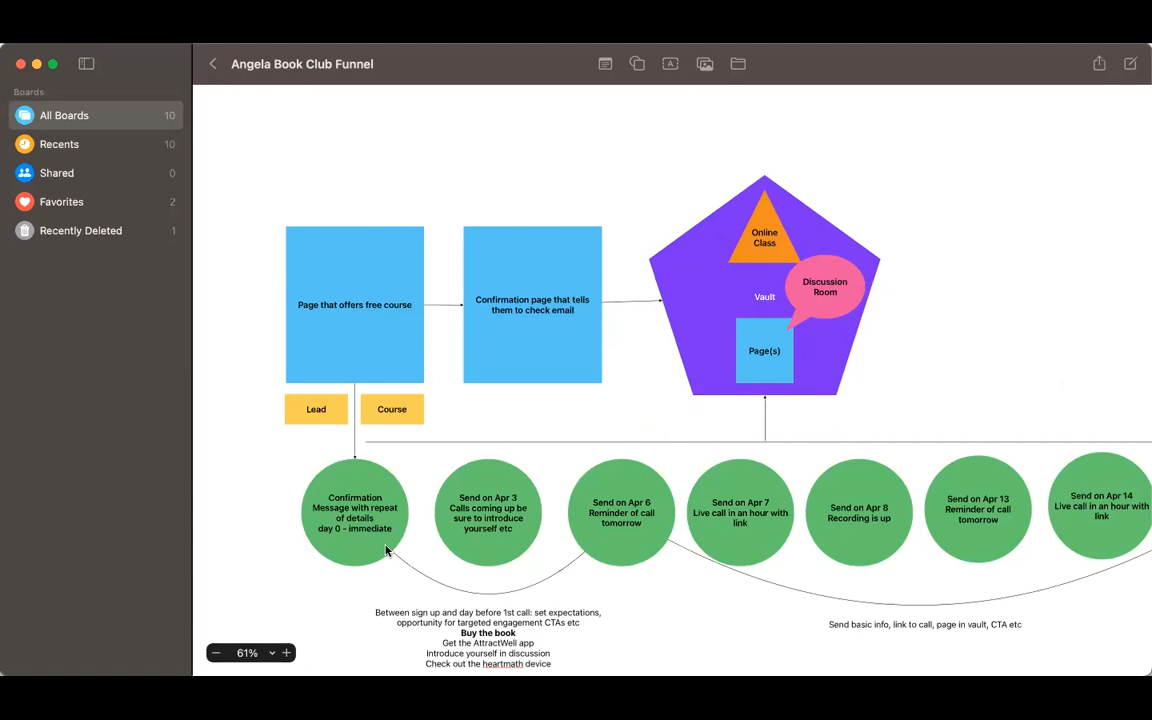 Angela Book Club Funnel
Boards
All Boards 10
Recents 10
Shared 0
Favorites 2
Recently Deleted 1
Page that offers free course
Confirmation page that tells
them to check email
Online
Class
Discussion
Room
Vault
Page(s)
Lead
Course
Confirmation
Message with repeat
of details
day 0 - immediate
Send on Apr 3
Calls coming up be
sure to introduce
yourself etc
Send on Apr 6
Reminder of call
tomorrow
Send on Apr 7
Live call in an hour with
link
Send on Apr 8
Recording is up
Send on Apr 13
Reminder of call
tomorrow
Send on Apr 14
Live call in an hour with
link
Between sign up and day before 1st call: set expectations,
opportunity for targeted engagement CTAs etc
Buy the book
Get the AttractWell app
Introduce yourself in discussion
Check out the heartmath device
Send basic info, link to call, page in vault, CTA etc
61%